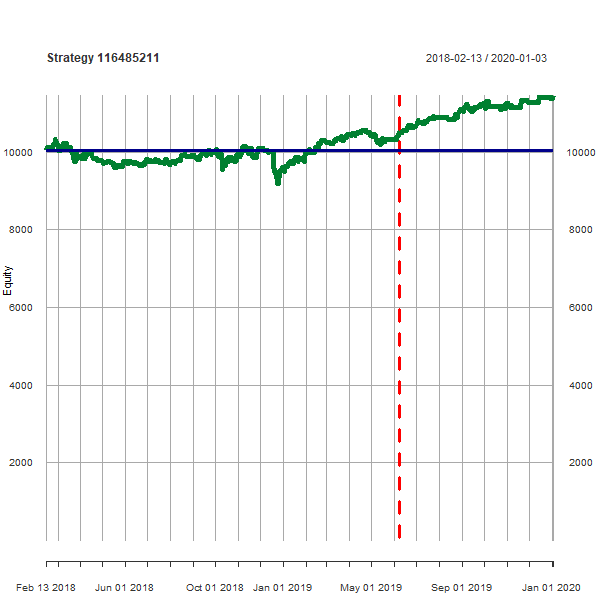 Strategy 116485211
2018-02-13 / 2020-01-03
10000
10000
8000
8000
6000
6000
4000
4000
2000
2000
Equity
Feb 13 2018
Jun 01 2018
Oct 01 2018
Jan 01 2019
May 01 2019
Sep 01 2019
Jan 01 2020